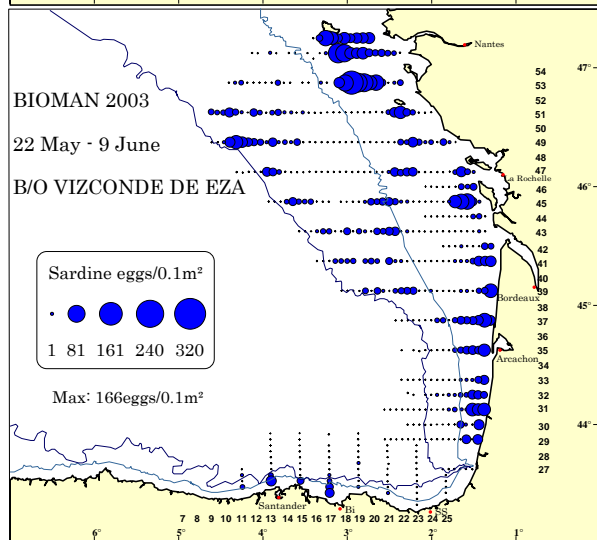 Nantes
47°
54
53
BIOMAN 2003
52
51
22 May - 9 June
50
49
48
47
La Rochelle
B/O VIZCONDE DE EZA
46
46°
45
44
43
42
Sardine eggs/0.1m²
41
40
39
Bordeaux
45°
38
1 81 161 240 320
37
36
35
Arcachon
Max: 166eggs/0.1m²
34
33
32
31
44°
30
29
28
27
Santander
Bi
SS
7 8 9 10 11 12 13 14 15 16 17 18 19 20 21 22 23 24 25
6° 5° 4° 3° 2° 1°